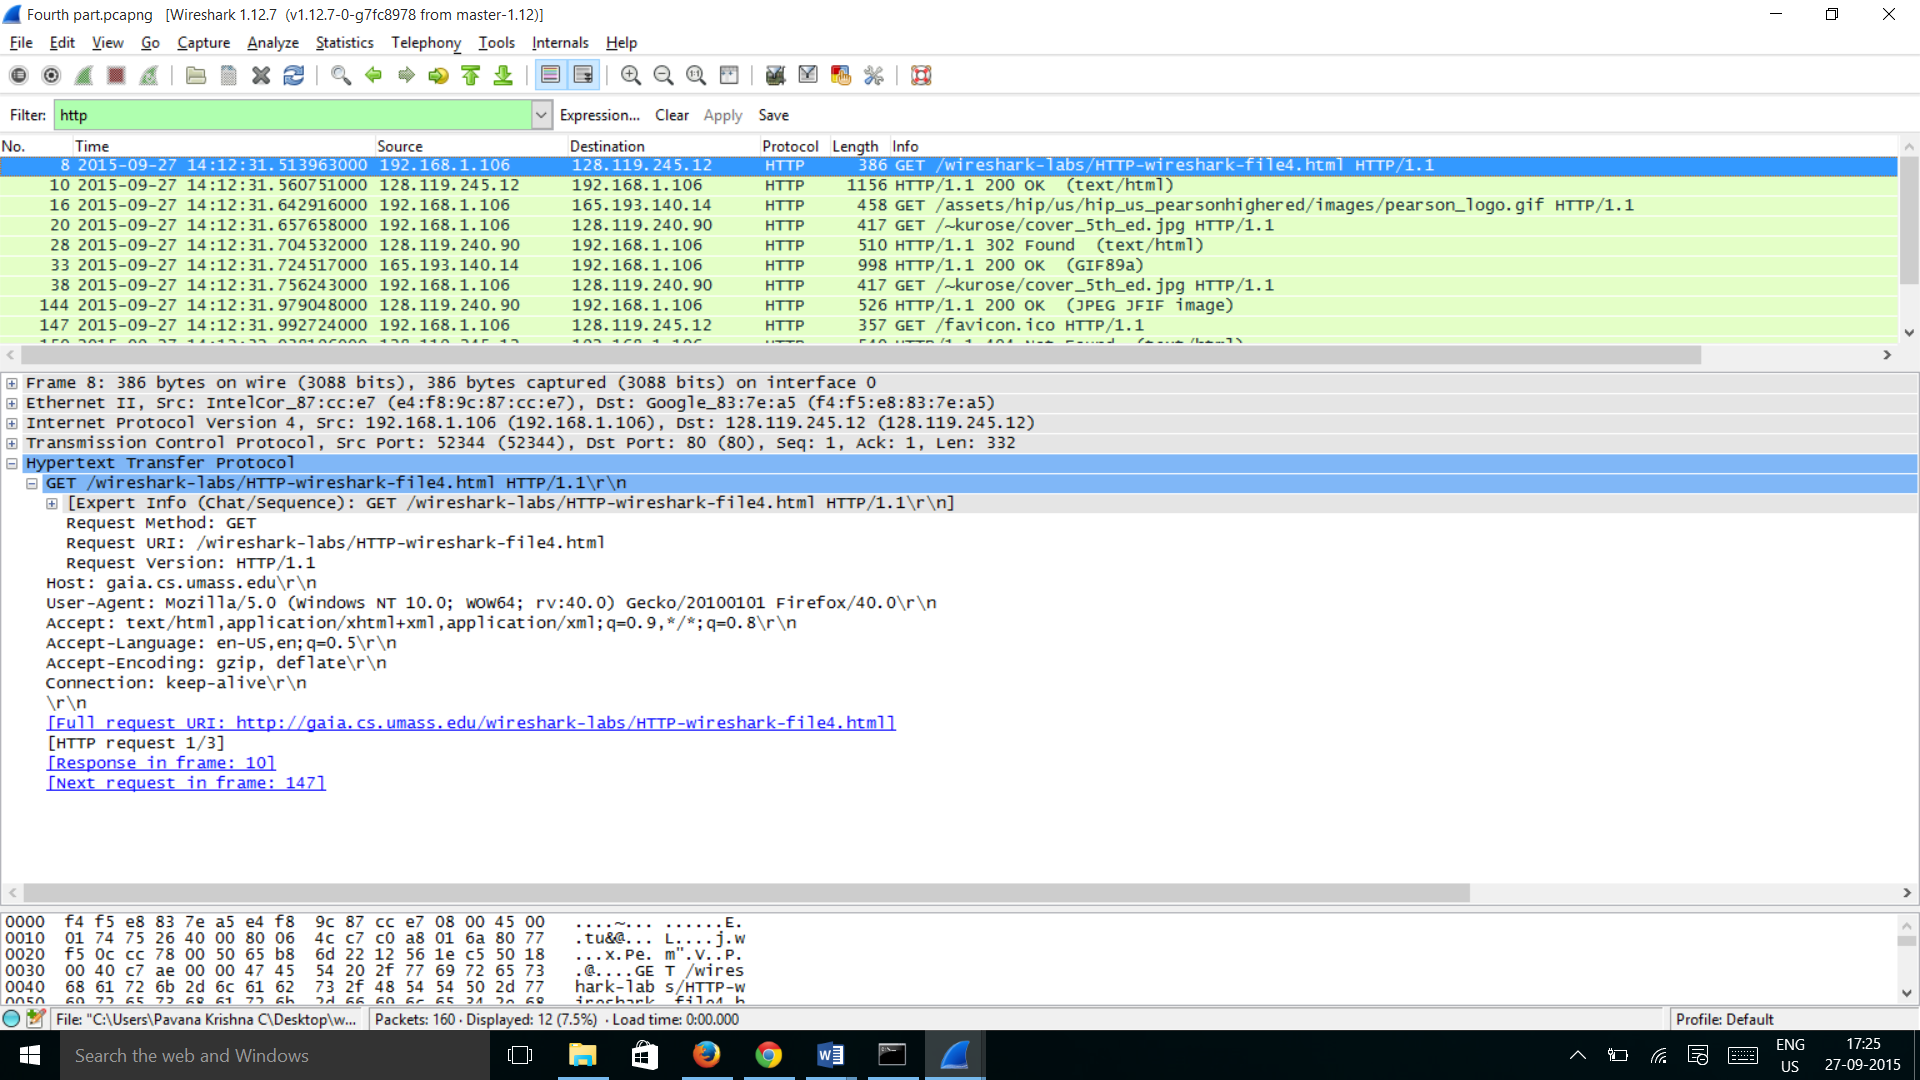 Fourth part.pcapng [Wireshark 1.12.7 (v1.12.7-0-g7fc8978 from master-1.12)]
File Edit View Go Capture Analyze Statistics Telephony Tools Internals Help
Filter: http Expression... Clear Apply Save
No. Time Source Destination Protocol Length Info
8 2015-09-27 14:12:31.513963000 192.168.1.106 128.119.245.12 HTTP 386 GET /wireshark-labs/HTTP-wireshark-file4.html HTTP/1.1
10 2015-09-27 14:12:31.560751000 128.119.245.12 192.168.1.106 HTTP 1156 HTTP/1.1 200 OK (text/html)
16 2015-09-27 14:12:31.642916000 192.168.1.106 165.193.140.14 HTTP 458 GET /assets/hip/us/hip_us_pearsonhighered/images/pearson_logo.gif HTTP/1.1
20 2015-09-27 14:12:31.657658000 192.168.1.106 128.119.240.90 HTTP 417 GET /~kurose/cover_5th_ed.jpg HTTP/1.1
28 2015-09-27 14:12:31.704532000 128.119.240.90 192.168.1.106 HTTP 510 HTTP/1.1 302 Found (text/html)
33 2015-09-27 14:12:31.724517000 165.193.140.14 192.168.1.106 HTTP 998 HTTP/1.1 200 OK (GIF89a)
38 2015-09-27 14:12:31.756243000 192.168.1.106 128.119.240.90 HTTP 417 GET /~kurose/cover_5th_ed.jpg HTTP/1.1
144 2015-09-27 14:12:31.979048000 128.119.240.90 192.168.1.106 HTTP 526 HTTP/1.1 200 OK (JPEG JFIF image)
147 2015-09-27 14:12:31.992724000 192.168.1.106 128.119.245.12 HTTP 357 GET /favicon.ico HTTP/1.1
Frame 8: 386 bytes on wire (3088 bits), 386 bytes captured (3088 bits) on interface 0
Ethernet II, Src: IntelCor_87:cc:e7 (e4:f8:9c:87:cc:e7), Dst: Google_83:7e:a5 (f4:f5:e8:83:7e:a5)
Internet Protocol Version 4, Src: 192.168.1.106 (192.168.1.106), Dst: 128.119.245.12 (128.119.245.12)
Transmission Control Protocol, Src Port: 52344 (52344), Dst Port: 80 (80), Seq: 1, Ack: 1, Len: 332
Hypertext Transfer Protocol
GET /wireshark-labs/HTTP-wireshark-file4.html HTTP/1.1\r\n
[Expert Info (Chat/Sequence): GET /wireshark-labs/HTTP-wireshark-file4.html HTTP/1.1\r\n]
Request Method: GET
Request URI: /wireshark-labs/HTTP-wireshark-file4.html
Request Version: HTTP/1.1
Host: gaia.cs.umass.edu\r\n
User-Agent: Mozilla/5.0 (Windows NT 10.0; WOW64; rv:40.0) Gecko/20100101 Firefox/40.0\r\n
Accept: text/html,application/xhtml+xml,application/xml;q=0.9,*/*;q=0.8\r\n
Accept-Language: en-US,en;q=0.5\r\n
Accept-Encoding: gzip, deflate\r\n
Connection: keep-alive\r\n
\r\n
[Full request URI: http://gaia.cs.umass.edu/wireshark-labs/HTTP-wireshark-file4.html]
[HTTP request 1/3]
[Response in frame: 10]
[Next request in frame: 147]
0000 f4 f5 e8 83 7e a5 e4 f8 9c 87 cc e7 08 00 45 00 ....~... ......E.
0010 01 74 75 26 40 00 80 06 4c c7 c0 a8 01 6a 80 77 .tu&@... L....j.w
0020 f5 0c cc 78 00 50 65 b8 6d 22 12 56 1e c5 50 18 ...x.Pe. m".V..P.
0030 00 40 c7 ae 00 00 47 45 54 20 2f 77 69 72 65 73 .@....GE T /wires
0040 68 61 72 6b 2d 6c 61 62 73 2f 48 54 54 50 2d 77 hark-lab s/HTTP-w
File: "C:\Users\Pavana Krishna C\Desktop\w... Packets: 160 · Displayed: 12 (7.5%) · Load time: 0:00.000 Profile: Default
Search the web and Windows
ENG
US
17:25
27-09-2015